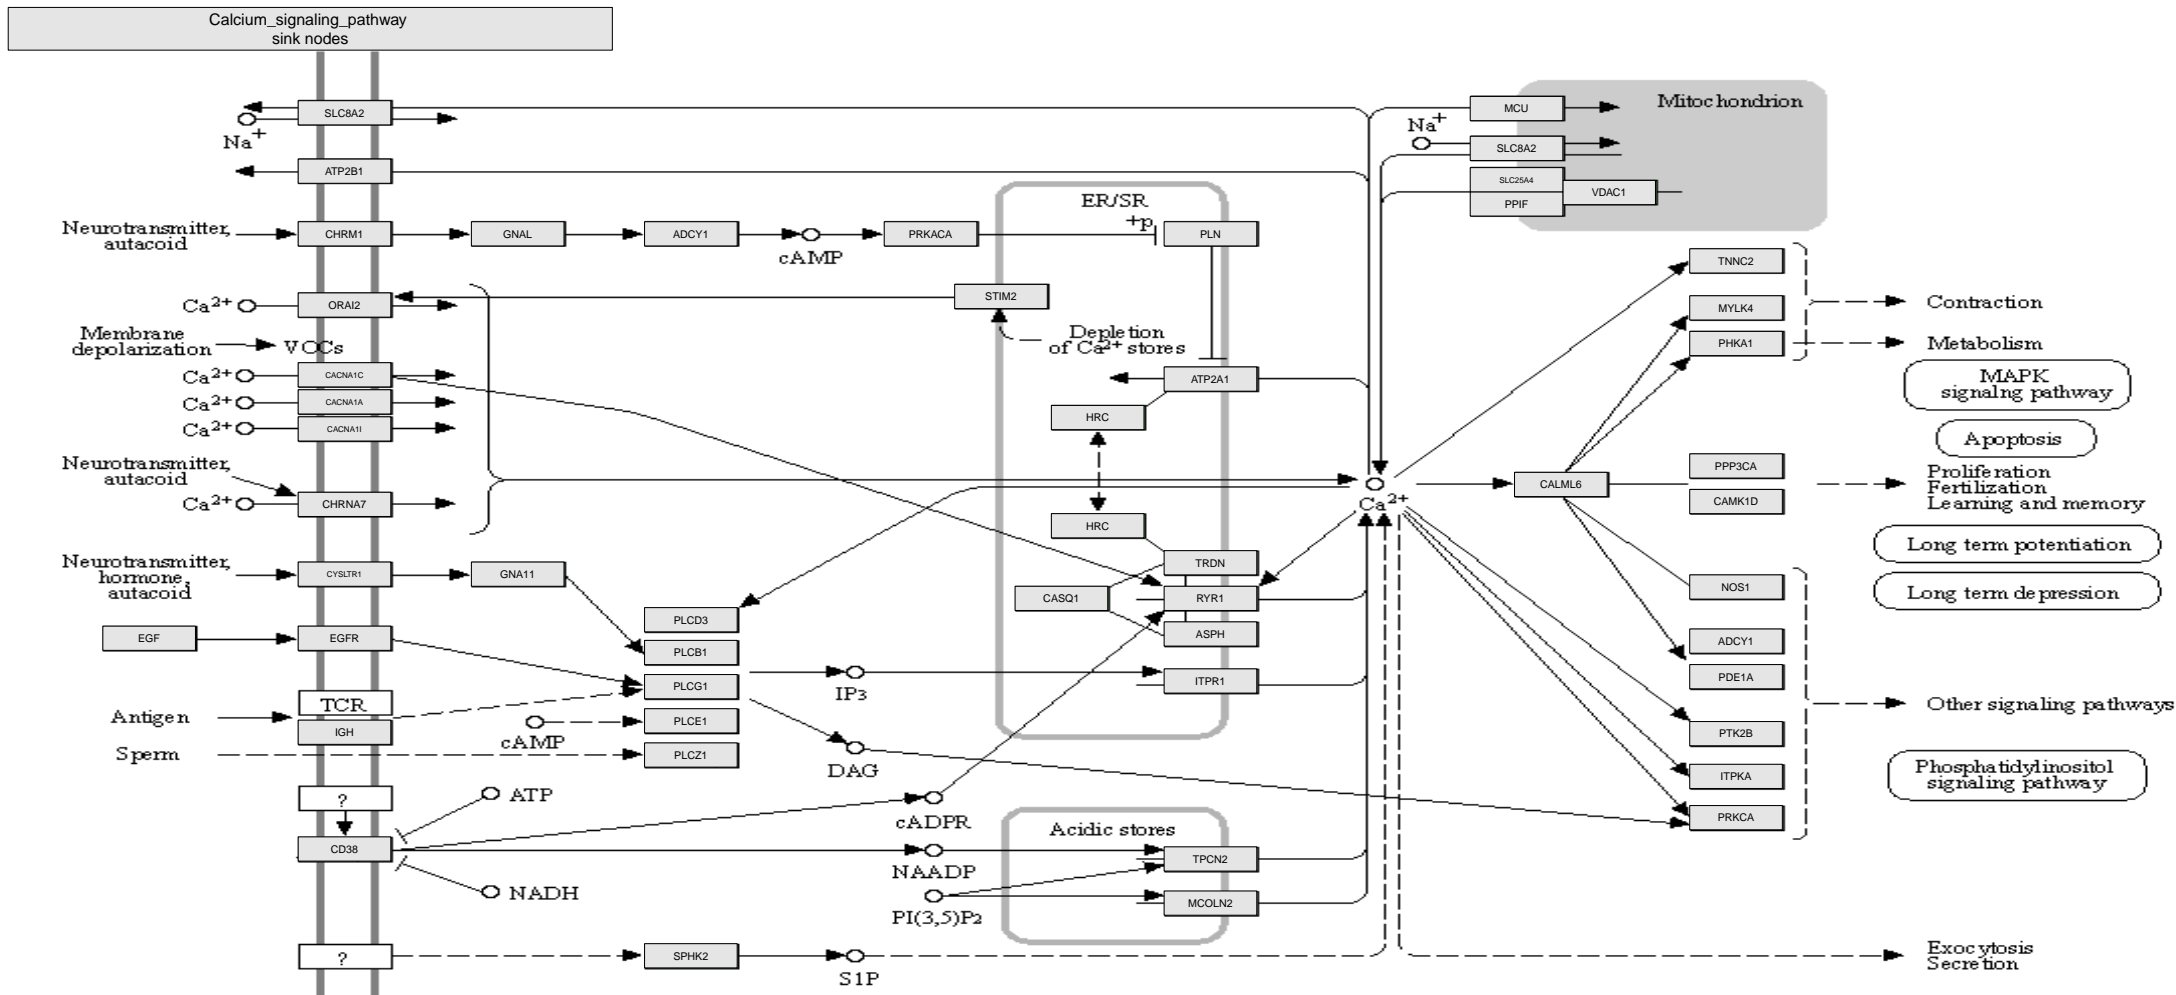 Calcium_signaling_pathway
sink nodes
SLC8A2
Na+
ATP2B1
MCU
Mitochondrion
Na+
SLC8A2
SLC25A4
VDAC1
PPIF
Neurotransmitter,
autacoid
CHRM1
GNAL
ADCY1
cAMP
PRKACA
ER/SR
+p
PLN
Ca2+
ORAI2
STIM2
Depletion
of Ca2+ stores
Membrane
depolarization
VOCs
Ca2+
CACNA1C
Ca2+
CACNA1A
Ca2+
CACNA1I
ATP2A1
HRC
Neurotransmitter,
autacoid
Ca2+
CHRNA7
HRC
Ca2+
CALML6
TNNC2
MYLK4
PHKA1
Contraction
Metabolism
MAPK
signalng pathway
Apoptosis
PPP3CA
CAMK1D
Proliferation
Fertilization
Learning and memory
Long term potentiation
Long term depression
Neurotransmitter,
hormone,
autacoid
CYSLTR1
GNA11
TRDN
CASQ1
RYR1
ASPH
ITPR1
EGF
EGFR
PLCD3
PLCB1
PLCG1
PLCE1
PLCZ1
IP3
DAG
Antigen
TCR
IGH
cAMP
Sperm
NOS1
ADCY1
PDE1A
PTK2B
ITPKA
PRKCA
Other signaling pathways
Phosphatidylinositol
signaling pathway
?
ATP
CD38
NADH
cADPR
NAADP
PI(3,5)P2
Acidic stores
TPCN2
MCOLN2
?
SPHK2
S1P
Exocytosis
Secretion